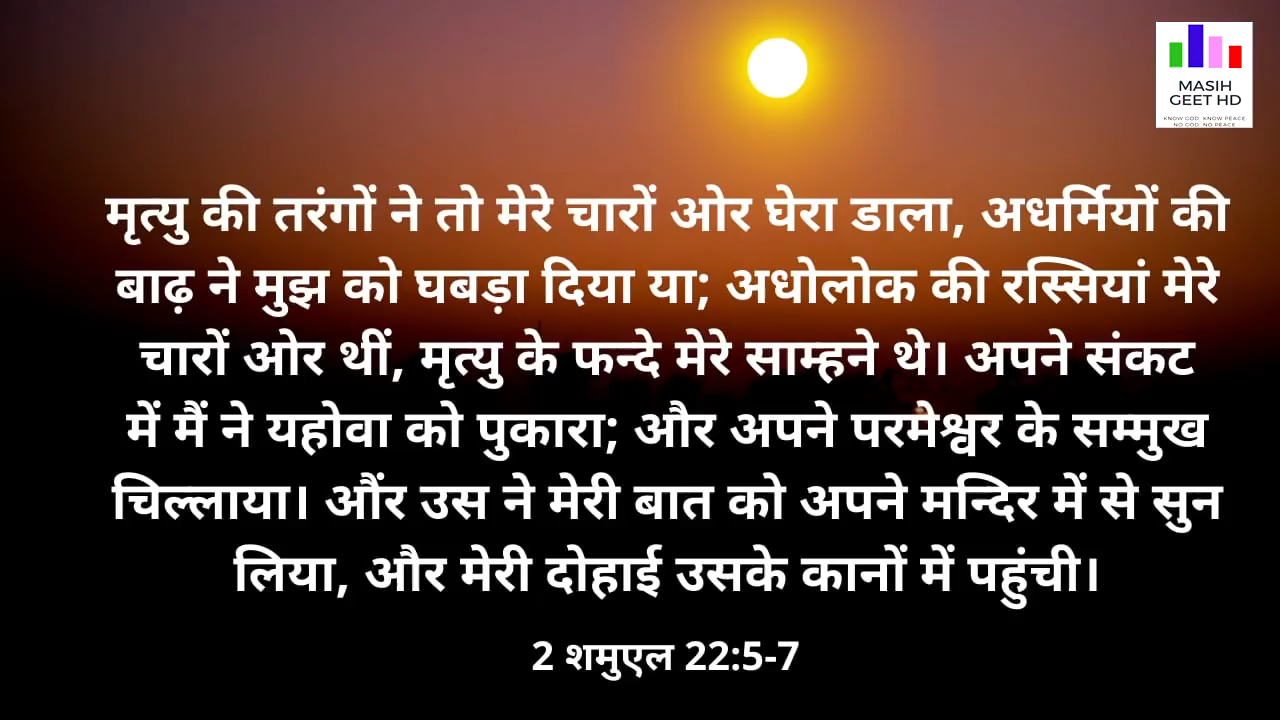 MASIH
GEET HD
KNOW GOD. KNOW PEACE.
NO GOD. NO PEACE.
मृत्यु की तरंगों ने तो मेरे चारों ओर घेरा डाला, अधर्मियों की
बाढ़ ने मुझ को घबड़ा दिया या; अधोलोक की रस्सियां मेरे
चारों ओर थीं, मृत्यु के फन्दे मेरे साम्हने थे। अपने संकट
में मैं ने यहोवा को पुकारा; और अपने परमेश्वर के सम्मुख
चिल्लाया। औंर उस ने मेरी बात को अपने मन्दिर में से सुन
लिया, और मेरी दोहाई उसके कानों में पहुंची।
2 शमुएल 22:5-7